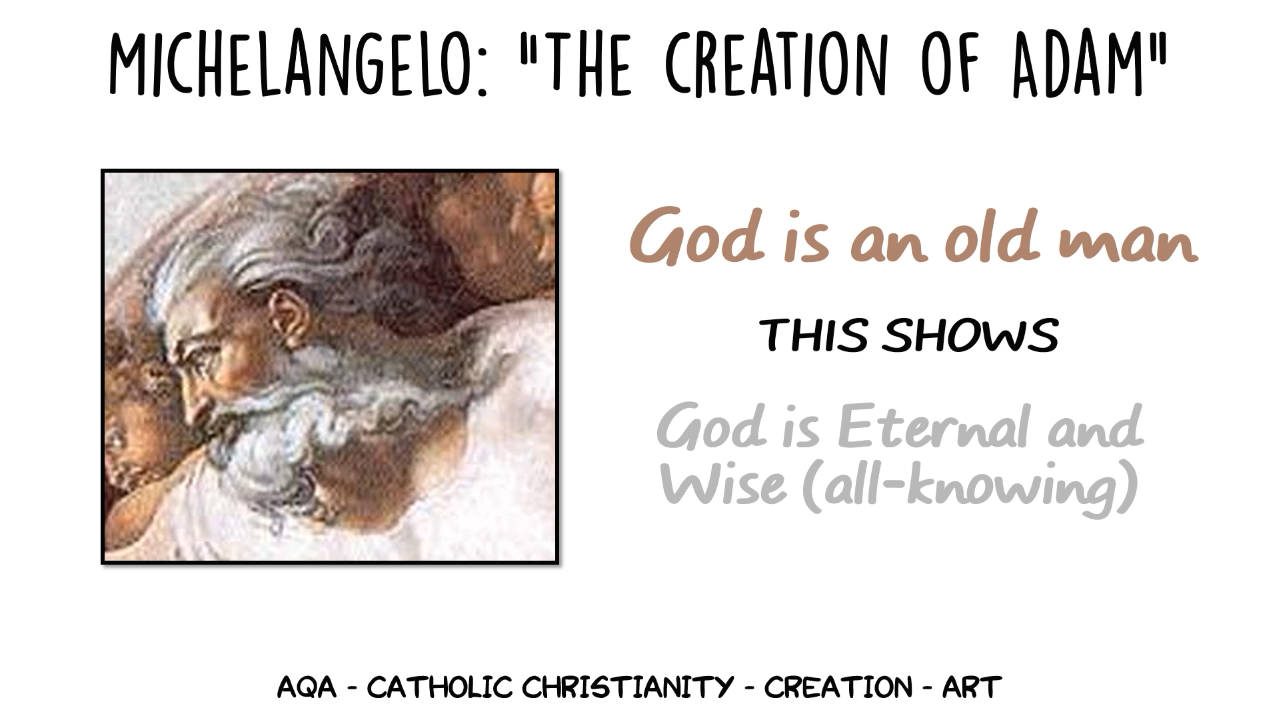 MICHELANGELO: "THE CREATION OF ADAM"
God is an old man
THIS SHOWS
God is Eternal and
Wise (all-knowing)
AQA - CATHOLIC CHRISTIANITY - CREATION - ART